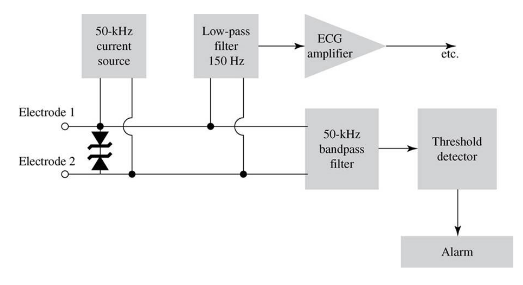 50-kHz
current
source
Low-pass
filter
150 Hz
ECG
amplifier
etc.
Electrode 1
Electrode 2
50-kHz
bandpass
filter
Threshold
detector
Alarm